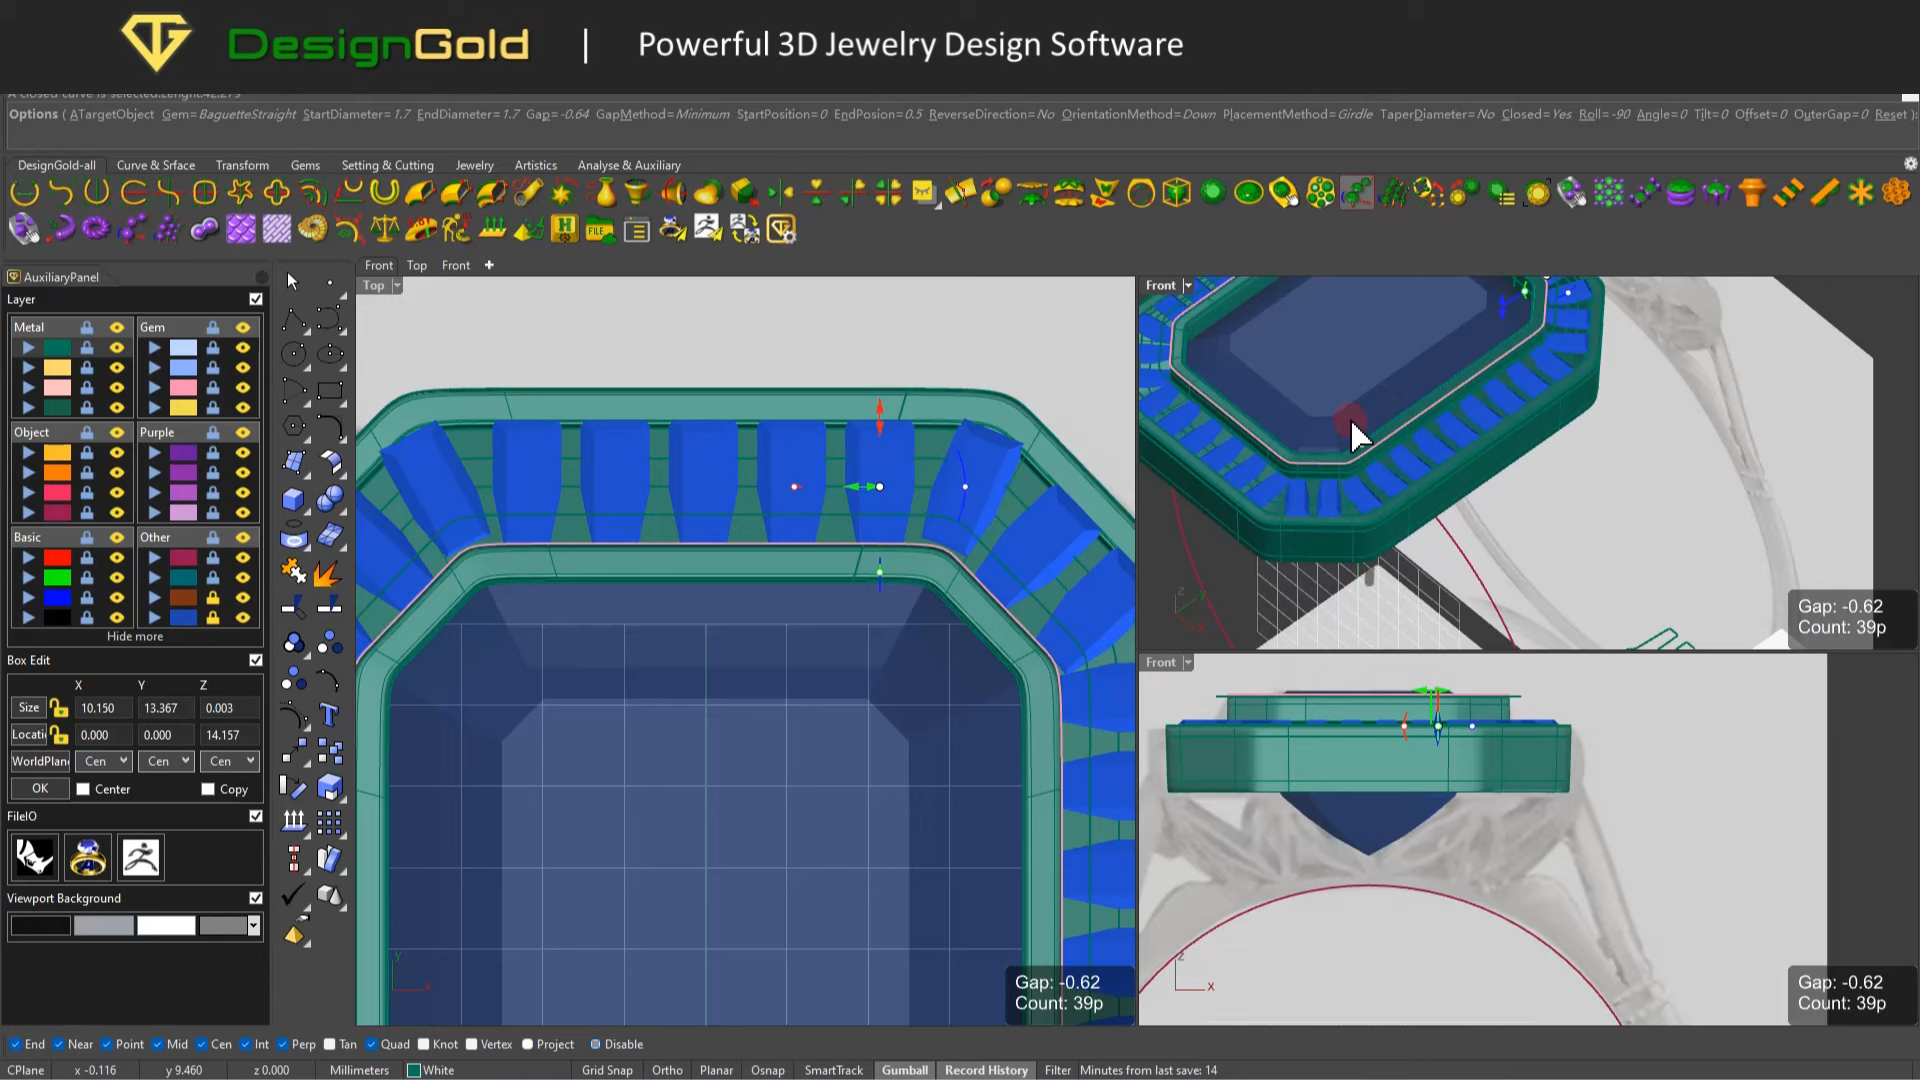 DesignGold | Powerful 3D Jewelry Design Software
A closed curve is selected.Lenght:42.279
Options ( ATargetObject Gem=BaguetteStraight StartDiameter=1.7 EndDiameter=1.7 Gap=-0.64 GapMethod=Minimum StartPosition=0 EndPosion=0.5 ReverseDirection=No OrientationMethod=Down PlacementMethod=Girdle TaperDiameter=No Closed=Yes Roll=-90 Angle=0 Tilt=0 Offset=0 OuterGap=0 Reset ):
DesignGold-all Curve & Srface Transform Gems Setting & Cutting Jewelry Artistics Analyse & Auxiliary
H FILE
AuxiliaryPanel
Layer
Metal Gem
Object Purple
Basic Other
Hide more
Box Edit
X Y Z
Size 10.150 13.367 0.003
Locati 0.000 0.000 14.157
WorldPlan Cen Cen Cen
OK Center Copy
FileIO
Viewport Background
Front Top Front
Top
y x
Gap: -0.62
Count: 39p
Front
z y x
Gap: -0.62
Count: 39p
Front
z x
Gap: -0.62
Count: 39p
End Near Point Mid Cen Int Perp Tan Quad Knot Vertex Project Disable
CPlane x -0.116 y 9.460 z 0.000 Millimeters White Grid Snap Ortho Planar Osnap SmartTrack Gumball Record History Filter Minutes from last save: 14